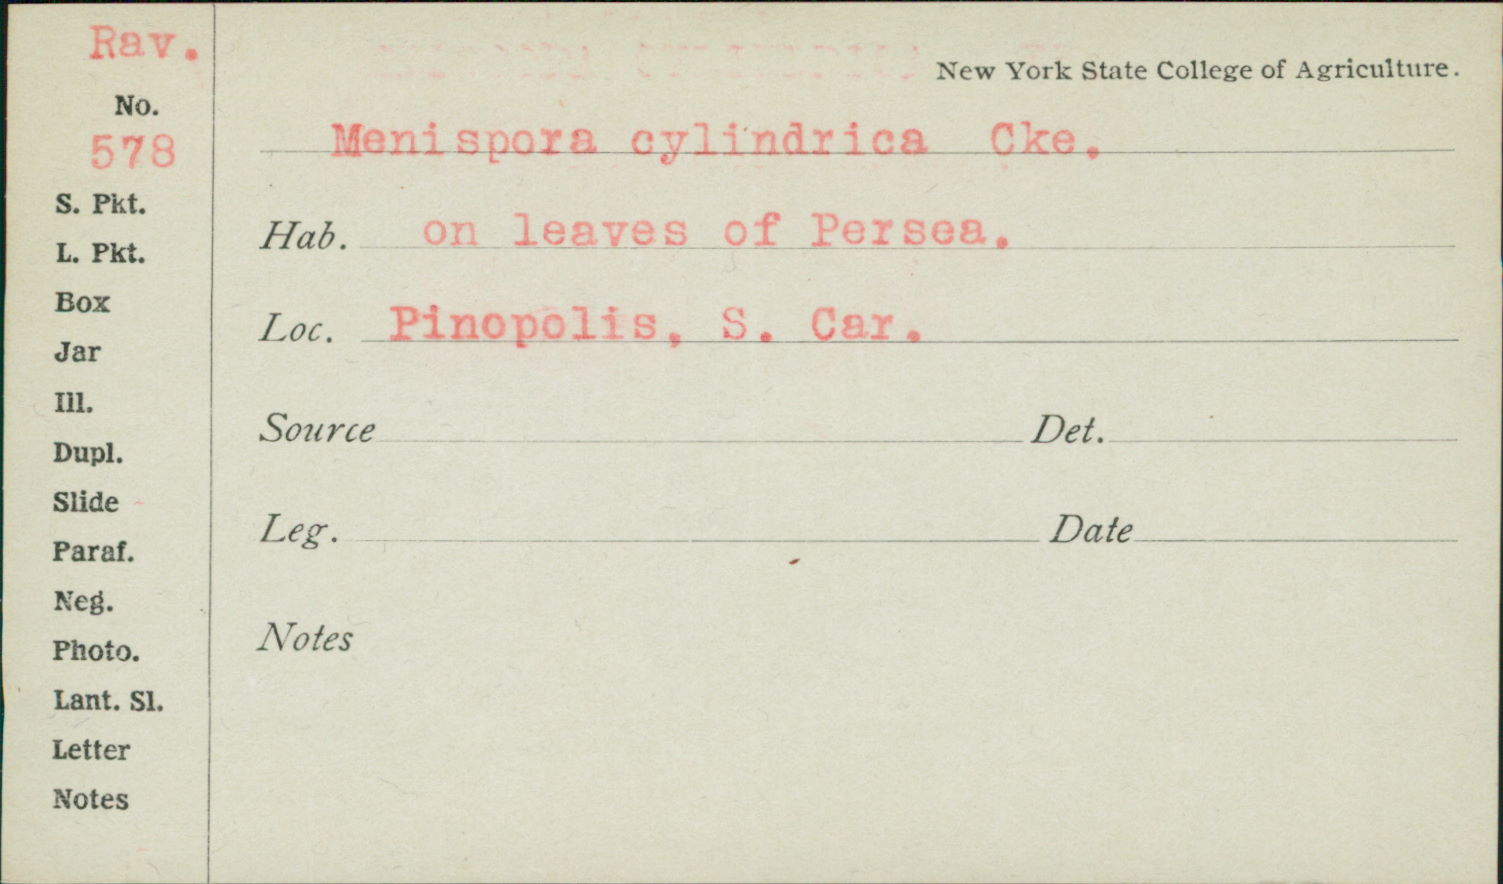 Rav.
New York State College of Agriculture.
No.
578
Menispora cylindrica Cke.
S. Pkt.
Hab. on leaves of Persea.
L. Pkt.
Box
Loc. Pinopolis, S. Car.
Jar
Ill.
Source Det.
Dupl.
Slide
Leg. Date
Paraf.
Neg.
Notes
Photo.
Lant. Sl.
Letter
Notes